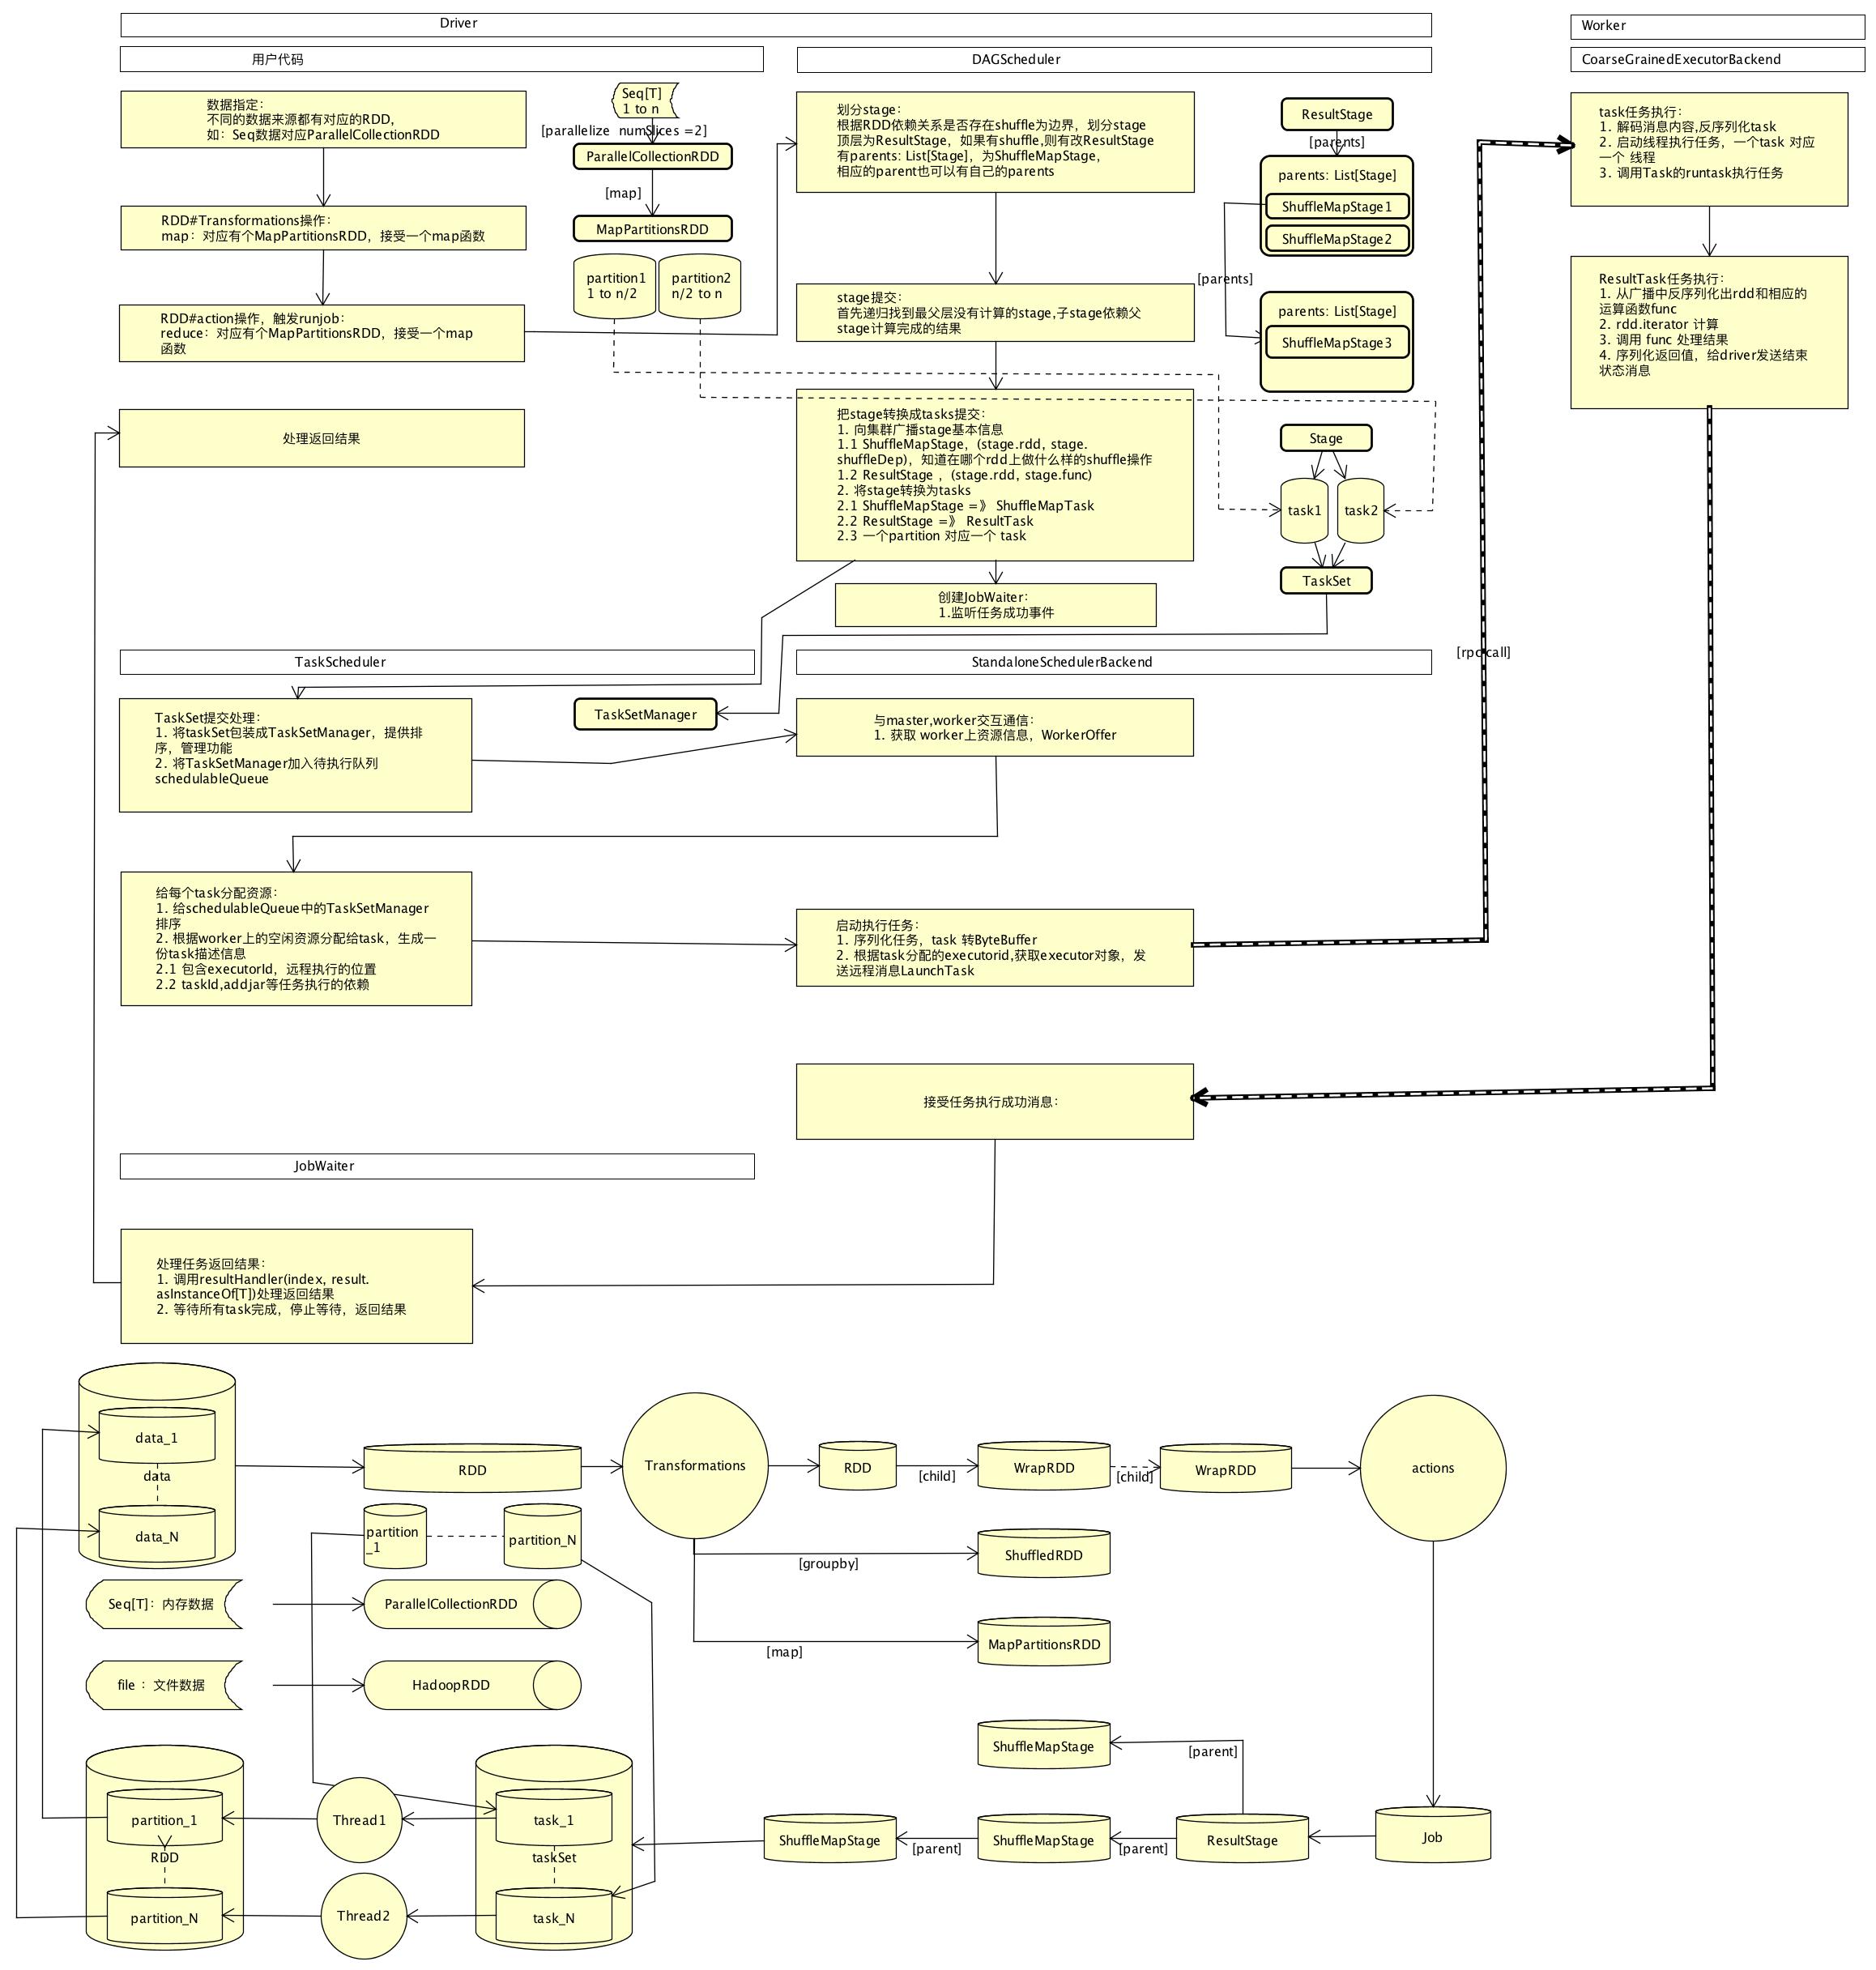 Driver
Worker
用户代码
DAGScheduler
CoarseGrainedExecutorBackend
数据指定：
不同的数据来源都有对应的RDD，
如：Seq数据对应ParallelCollectionRDD
RDD#Transformations操作：
map：对应有个MapPartitionsRDD，接受一个map函数
RDD#action操作，触发runjob：
reduce：对应有个MapPartitionsRDD，接受一个map
函数
处理返回结果
Seq[T]
1 to n
[parallelize numSlices =2]
ParallelCollectionRDD
[map]
MapPartitionsRDD
partition1
1 to n/2
partition2
n/2 to n
划分stage：
根据RDD依赖关系是否存在shuffle为边界，划分stage
顶层为ResultStage，如果有shuffle,则有改ResultStage
有parents: List[Stage]，为ShuffleMapStage，
相应的parent也可以有自己的parents
stage提交：
首先递归找到最父层没有计算的stage,子stage依赖父
stage计算完成的结果
把stage转换成tasks提交：
1. 向集群广播stage基本信息
1.1 ShuffleMapStage，(stage.rdd, stage.
shuffleDep)，知道在哪个rdd上做什么样的shuffle操作
1.2 ResultStage ，(stage.rdd, stage.func)
2. 将stage转换为tasks
2.1 ShuffleMapStage =》 ShuffleMapTask
2.2 ResultStage =》 ResultTask
2.3 一个partition 对应一个 task
创建JobWaiter：
1.监听任务成功事件
ResultStage
[parents]
parents: List[Stage]
ShuffleMapStage1
ShuffleMapStage2
[parents]
parents: List[Stage]
ShuffleMapStage3
Stage
task1
task2
TaskSet
task任务执行：
1. 解码消息内容,反序列化task
2. 启动线程执行任务，一个task 对应
一个 线程
3. 调用Task的runtask执行任务
ResultTask任务执行：
1. 从广播中反序列化出rdd和相应的
运算函数func
2. rdd.iterator 计算
3. 调用 func 处理结果
4. 序列化返回值，给driver发送结束
状态消息
[rpc call]
TaskScheduler
StandaloneSchedulerBackend
TaskSet提交处理：
1. 将taskSet包装成TaskSetManager，提供排
序，管理功能
2. 将TaskSetManager加入待执行队列
schedulableQueue
TaskSetManager
与master,worker交互通信：
1. 获取 worker上资源信息，WorkerOffer
给每个task分配资源：
1. 给schedulableQueue中的TaskSetManager
排序
2. 根据worker上的空闲资源分配给task，生成一
份task描述信息
2.1 包含executorId，远程执行的位置
2.2 taskId,addjar等任务执行的依赖
启动执行任务：
1. 序列化任务，task 转ByteBuffer
2. 根据task分配的executorid,获取executor对象，发
送远程消息LaunchTask
接受任务执行成功消息：
JobWaiter
处理任务返回结果：
1. 调用resultHandler(index, result.
asInstanceOf[T])处理返回结果
2. 等待所有task完成，停止等待，返回结果
data_1
data
data_N
RDD
Transformations
RDD
[child]
WrapRDD
[child]
WrapRDD
actions
partition
_1
partition_N
[groupby]
ShuffledRDD
Seq[T]：内存数据
ParallelCollectionRDD
[map]
MapPartitionsRDD
file ：文件数据
HadoopRDD
ShuffleMapStage
[parent]
partition_1
RDD
partition_N
Thread1
Thread2
task_1
taskSet
task_N
ShuffleMapStage
[parent]
ShuffleMapStage
[parent]
ResultStage
Job